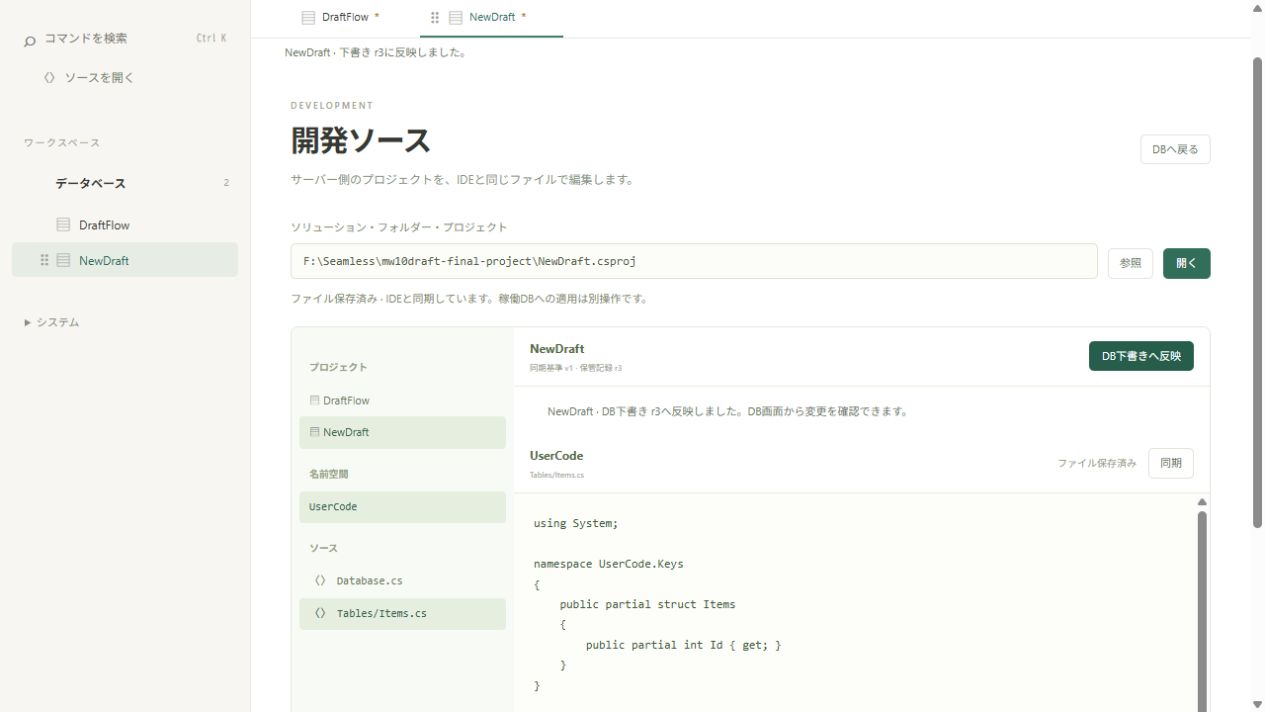 コマンドを検索 Ctrl K
ソースを開く
ワークスペース
データベース 2
DraftFlow
NewDraft
システム
DraftFlow *
NewDraft *
NewDraft · 下書き r3に反映しました。
DEVELOPMENT
開発ソース
DBへ戻る
サーバー側のプロジェクトを、IDEと同じファイルで編集します。
ソリューション・フォルダー・プロジェクト
F:\Seamless\mw10draft-final-project\NewDraft.csproj
参照
開く
ファイル保存済み · IDEと同期しています。稼働DBへの適用は別操作です。
プロジェクト
DraftFlow
NewDraft
名前空間
UserCode
ソース
Database.cs
Tables/Items.cs
NewDraft
同期基準 v1 · 保管記録 r3
DB下書きへ反映
NewDraft · DB下書き r3へ反映しました。DB画面から変更を確認できます。
UserCode
Tables/Items.cs
ファイル保存済み
同期
using System;
namespace UserCode.Keys
{
public partial struct Items
{
public partial int Id { get; }
}
}